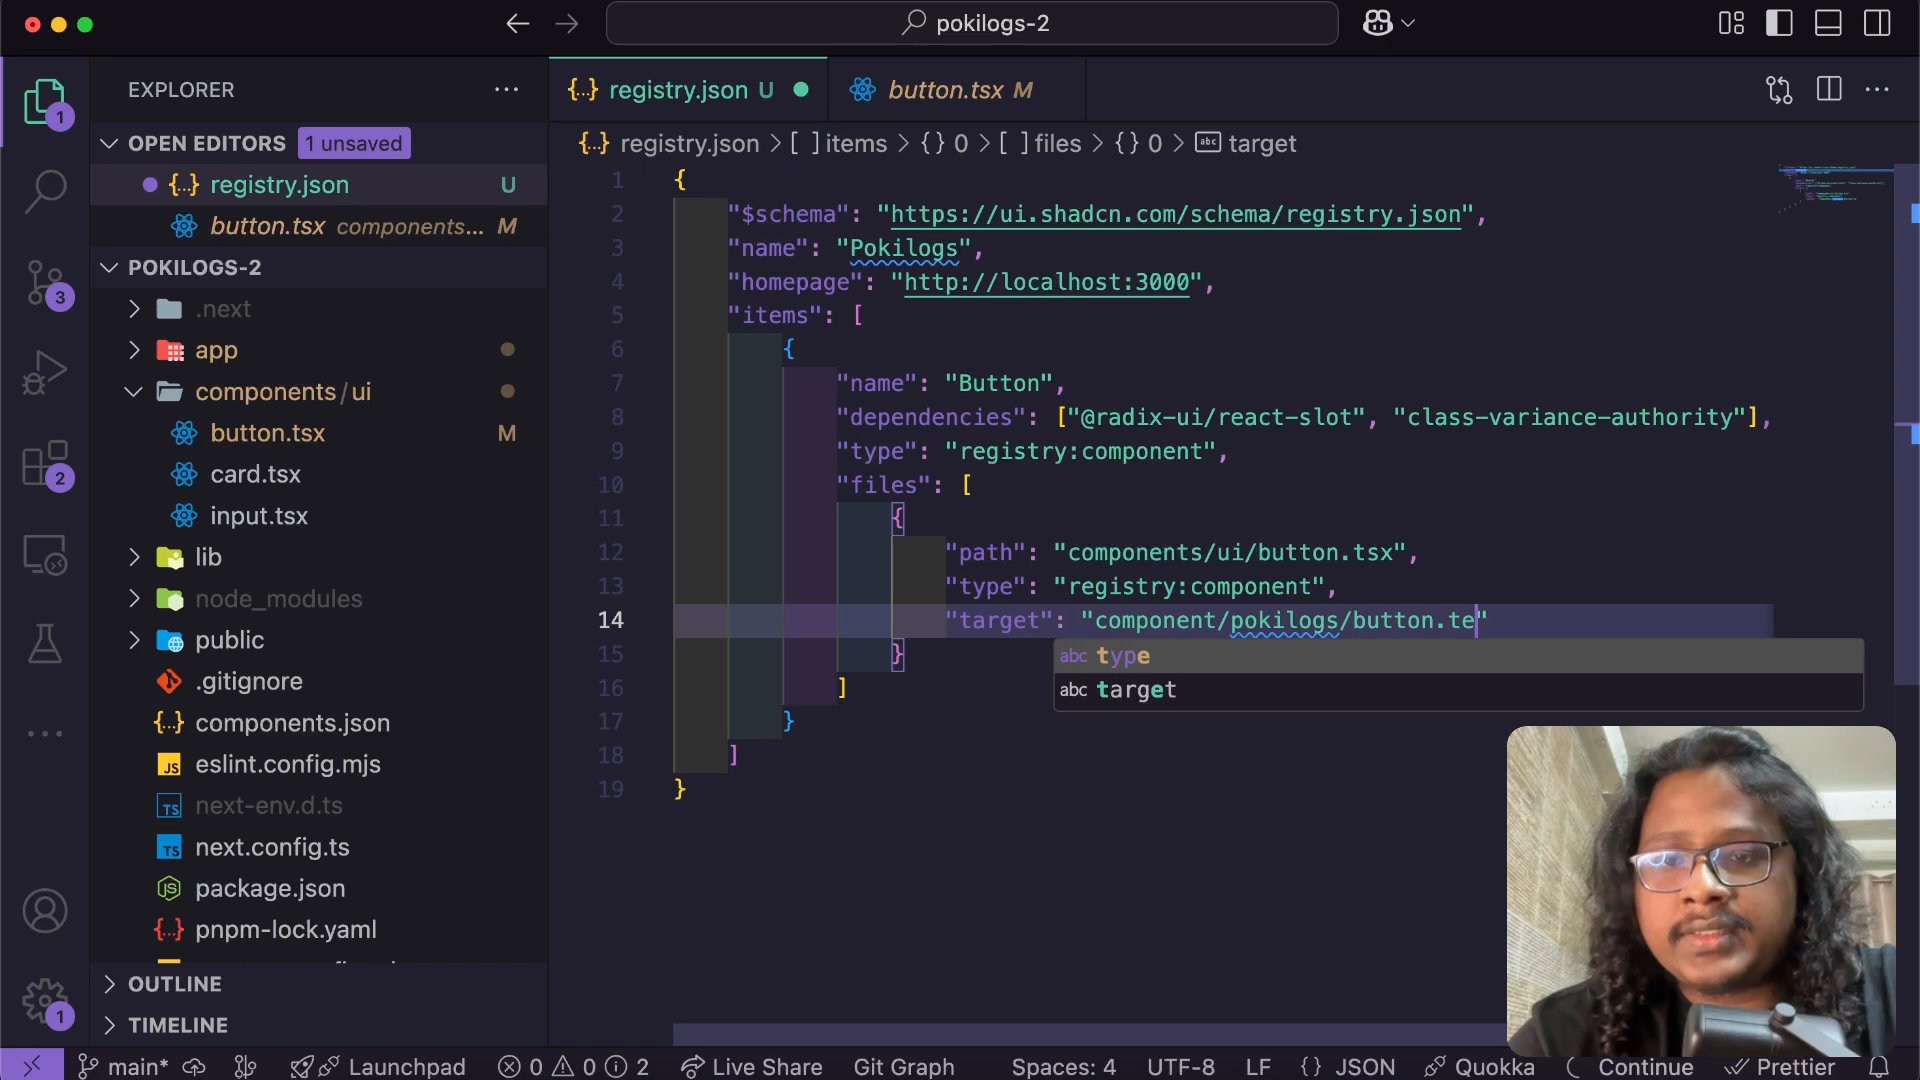 pokilogs-2
EXPLORER
OPEN EDITORS 1 unsaved
registry.json U
button.tsx components... M
POKILOGS-2
.next
app
components/ui
button.tsx M
card.tsx
input.tsx
lib
node_modules
public
.gitignore
components.json
eslint.config.mjs
next-env.d.ts
next.config.ts
package.json
pnpm-lock.yaml
OUTLINE
TIMELINE
1
3
2
1
registry.json U
button.tsx M
{..} registry.json > [ ] items > {} 0 > [ ] files > {} 0 > abc target
1 {
2 "$schema": "https://ui.shadcn.com/schema/registry.json",
3 "name": "Pokilogs",
4 "homepage": "http://localhost:3000",
5 "items": [
6 {
7 "name": "Button",
8 "dependencies": ["@radix-ui/react-slot", "class-variance-authority"],
9 "type": "registry:component",
10 "files": [
11 {
12 "path": "components/ui/button.tsx",
13 "type": "registry:component",
14 "target": "component/pokilogs/button.te"
15 }
16 ]
17 }
18 ]
19 }
abc type
abc target
main* Launchpad 0 0 2 Live Share Git Graph Spaces: 4 UTF-8 LF {} JSON Quokka Continue Prettier